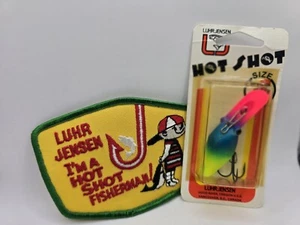 LUHR
JENSEN
I'M A
HOT
SHOT
FISHERMAN!
LUHR JENSEN
HOT SHOT
SIZE
LUHR JENSEN